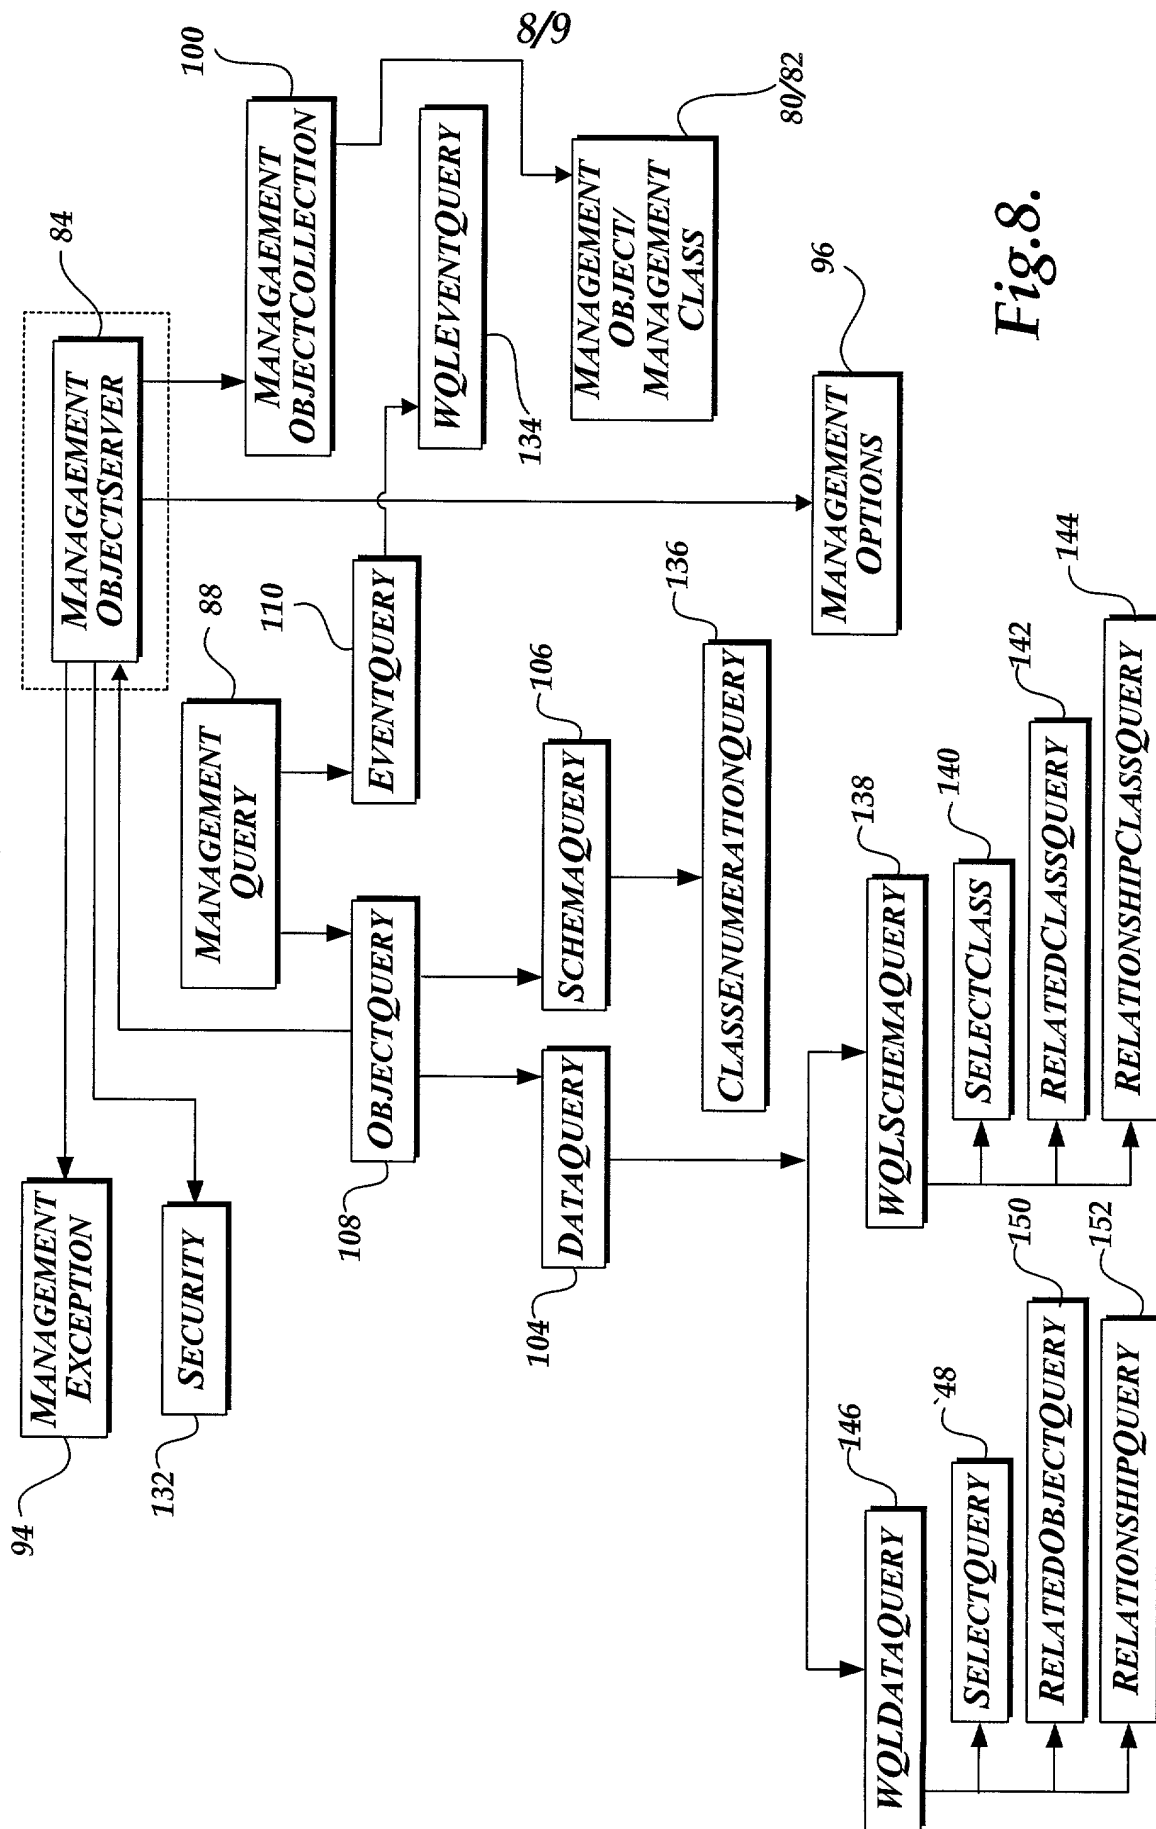 8/9
84
MANAGAEMENT
OBJECTSERVER
100
MANAGAEMENT
OBJECTCOLLECTION
94
MANAGEMENT
EXCEPTION
132
SECURITY
88
MANAGEMENT
QUERY
110
EVENTQUERY
WQLEVENTQUERY
134
MANAGEMENT
OBJECT/
MANAGEMENT
CLASS
80/82
108
OBJECTQUERY
104
DATAQUERY
106
SCHEMAQUERY
136
CLASSENUMERATIONQUERY
96
MANAGEMENT
OPTIONS
146
WQLDATAQUERY
'48
SELECTQUERY
150
RELATEDOBJECTQUERY
152
RELATIONSHIPQUERY
138
WQLSCHEMAQUERY
140
SELECTCLASS
142
RELATEDCLASSQUERY
144
RELATIONSHIPCLASSQUERY
Fig.8.